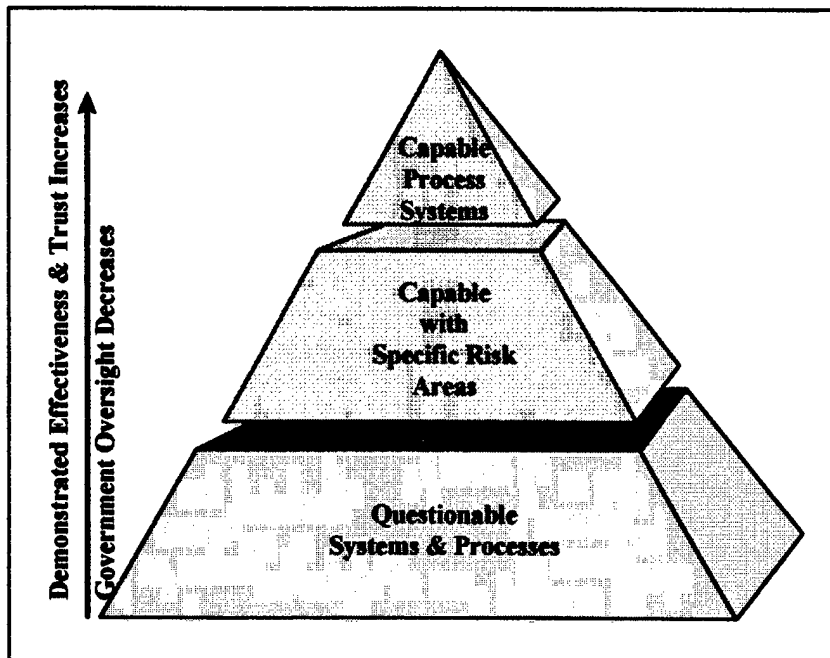 Demonstrated Effectiveness & Trust Increases
Government Oversight Decreases
Capable
Process
Systems
Capable
with
Specific Risk
Areas
Questionable
Systems & Processes